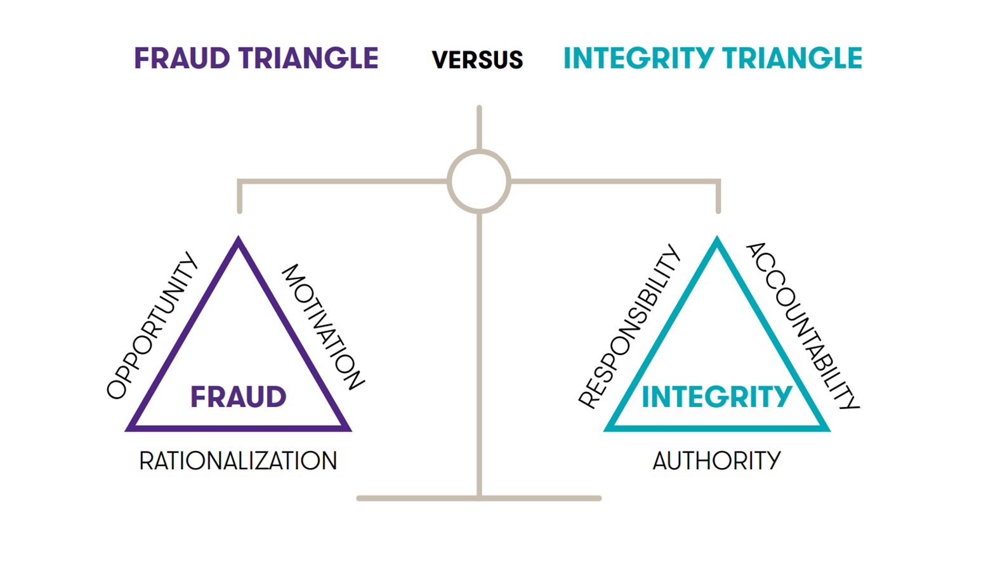 FRAUD TRIANGLE
VERSUS
INTEGRITY TRIANGLE
OPPORTUNITY
MOTIVATION
FRAUD
RATIONALIZATION
RESPONSIBILITY
ACCOUNTABILITY
INTEGRITY
AUTHORITY